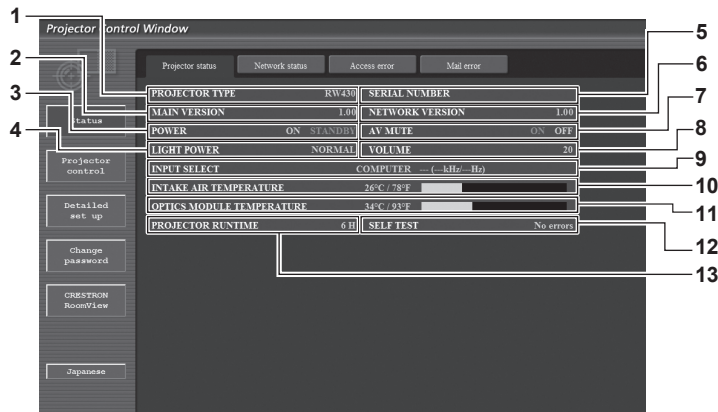 Projector Control Window
Projector status
Network status
Access error
Mail error
PROJECTOR TYPE RW430
SERIAL NUMBER
MAIN VERSION 1.00
NETWORK VERSION 1.00
POWER ON STANDBY
AV MUTE ON OFF
LIGHT POWER NORMAL
VOLUME 20
INPUT SELECT COMPUTER --- (---kHz/---Hz)
INTAKE AIR TEMPERATURE 26°C / 78°F
OPTICS MODULE TEMPERATURE 34°C / 93°F
PROJECTOR RUNTIME 6 H
SELF TEST No errors
Status
Projector
control
Detailed
set up
Change
password
CRESTRON
RoomView
Japanese
1
2
3
4
5
6
7
8
9
10
11
12
13